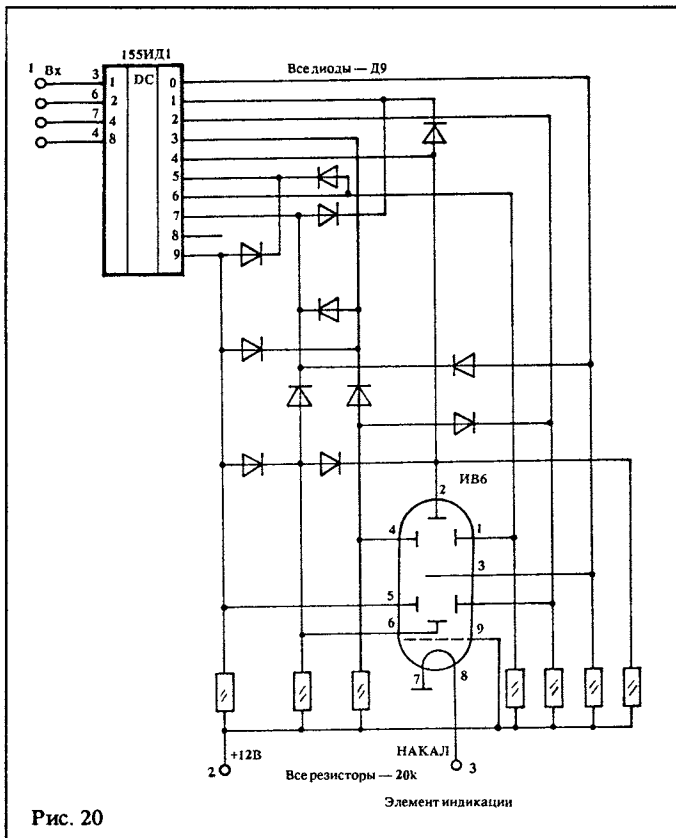 155ИД1
Все диоды — Д9
1 Вх
3 1 DC 0
6 2 1
7 4 2
4 8 3
4
5
6
7
8
9
ИВ6
2
4 1
3
5
6 9
7 8
+12В
2
НАКАЛ
3
Все резисторы — 20k
Элемент индикации
Рис. 20